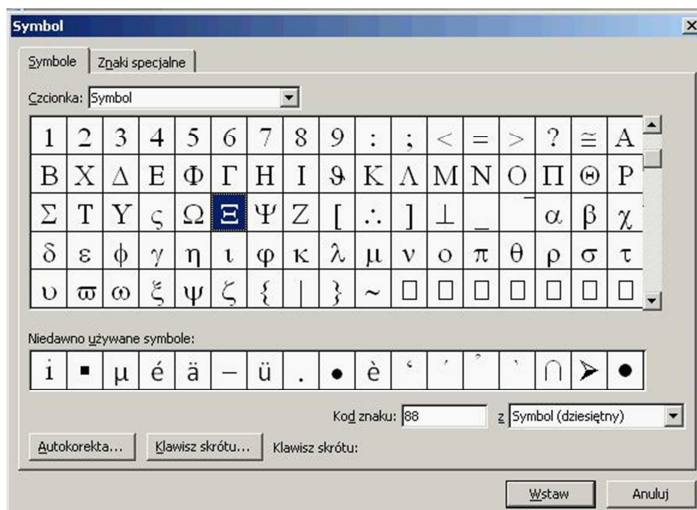 Symbol
Symbole Znaki specjalne
Czcionka: Symbol
1 2 3 4 5 6 7 8 9 : ; < = > ? ≅ Α
Β Χ Δ Ε Φ Γ Η Ι ϑ Κ Λ Μ Ν Ο Π Θ Ρ
Σ Τ Υ ς Ω Ξ Ψ Ζ [ ∴ ] ⊥ _ ‾ α β χ
δ ε φ γ η ι φ κ λ μ ν ο π θ ρ σ τ
υ ϖ ω ξ ψ ζ { | } ~ □ □ □ □ □ □ □
Niedawno używane symbole:
i ▪ μ é ä – ü . ● è ‘ ′ ՚ ‵ ∩ ➢ ●
Kod znaku: 88 z Symbol (dziesiętny)
Autokorekta... Klawisz skrótu... Klawisz skrótu:
Wstaw Anuluj